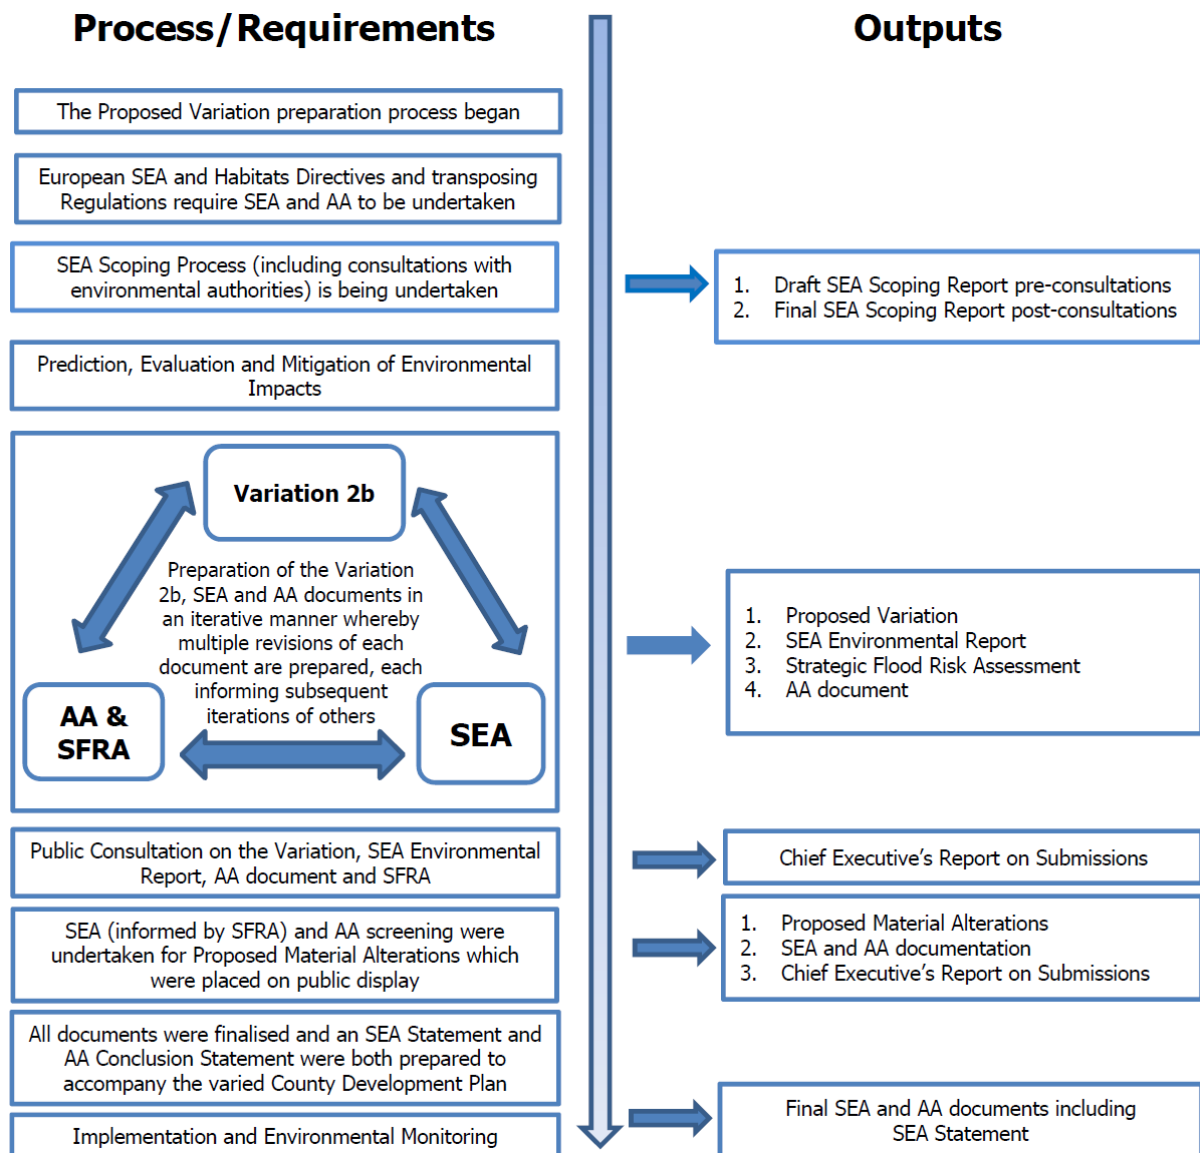 Process/Requirements
Outputs
The Proposed Variation preparation process began
European SEA and Habitats Directives and transposing
Regulations require SEA and AA to be undertaken
SEA Scoping Process (including consultations with
environmental authorities) is being undertaken
1. Draft SEA Scoping Report pre-consultations
2. Final SEA Scoping Report post-consultations
Prediction, Evaluation and Mitigation of Environmental
Impacts
Variation 2b
Preparation of the Variation
2b, SEA and AA documents in
an iterative manner whereby
multiple revisions of each
document are prepared, each
informing subsequent
iterations of others
AA &
SFRA
SEA
1. Proposed Variation
2. SEA Environmental Report
3. Strategic Flood Risk Assessment
4. AA document
Public Consultation on the Variation, SEA Environmental
Report, AA document and SFRA
Chief Executive's Report on Submissions
SEA (informed by SFRA) and AA screening were
undertaken for Proposed Material Alterations which
were placed on public display
1. Proposed Material Alterations
2. SEA and AA documentation
3. Chief Executive's Report on Submissions
All documents were finalised and an SEA Statement and
AA Conclusion Statement were both prepared to
accompany the varied County Development Plan
Implementation and Environmental Monitoring
Final SEA and AA documents including
SEA Statement